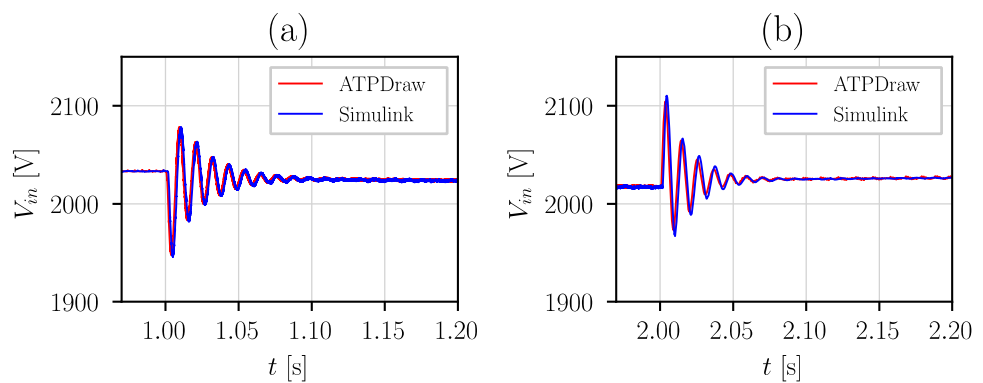 (a)
2100
2000
1900
V_in [V]
ATPDraw
Simulink
1.00 1.05 1.10 1.15 1.20
t [s]
(b)
2100
2000
1900
V_in [V]
ATPDraw
Simulink
2.00 2.05 2.10 2.15 2.20
t [s]